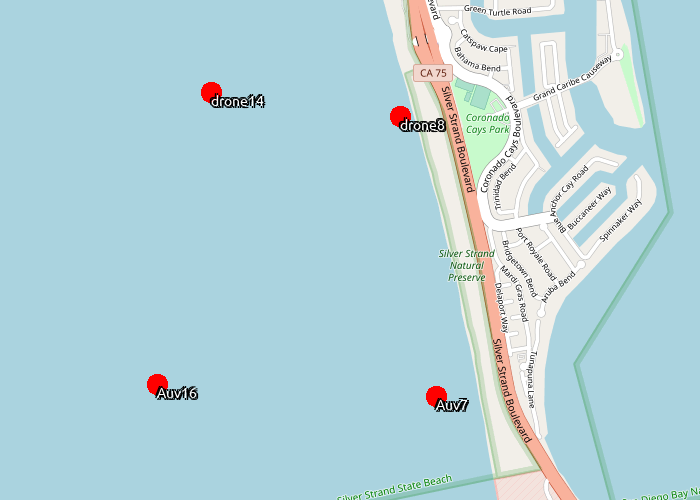 Green Turtle Road
Boulevard
Catspaw Cape
Bahama Bend
CA 75
Grand Caribe Causeway
drone14
drone8
Coronado
Cays Park
Silver Strand Boulevard
Coronado Cays Boulevard
Trinidad Bend
Anchor Cay Road
Buccaneer Way
Spinnaker Way
Port Royale Road
Silver Strand
Natural
Preserve
Bridgetown Bend
Mardi Gras Road
Aruba Bend
Delaport Way
Silver Strand Boulevard
Tunapuna Lane
Auv16
Auv7
Silver Strand State Beach